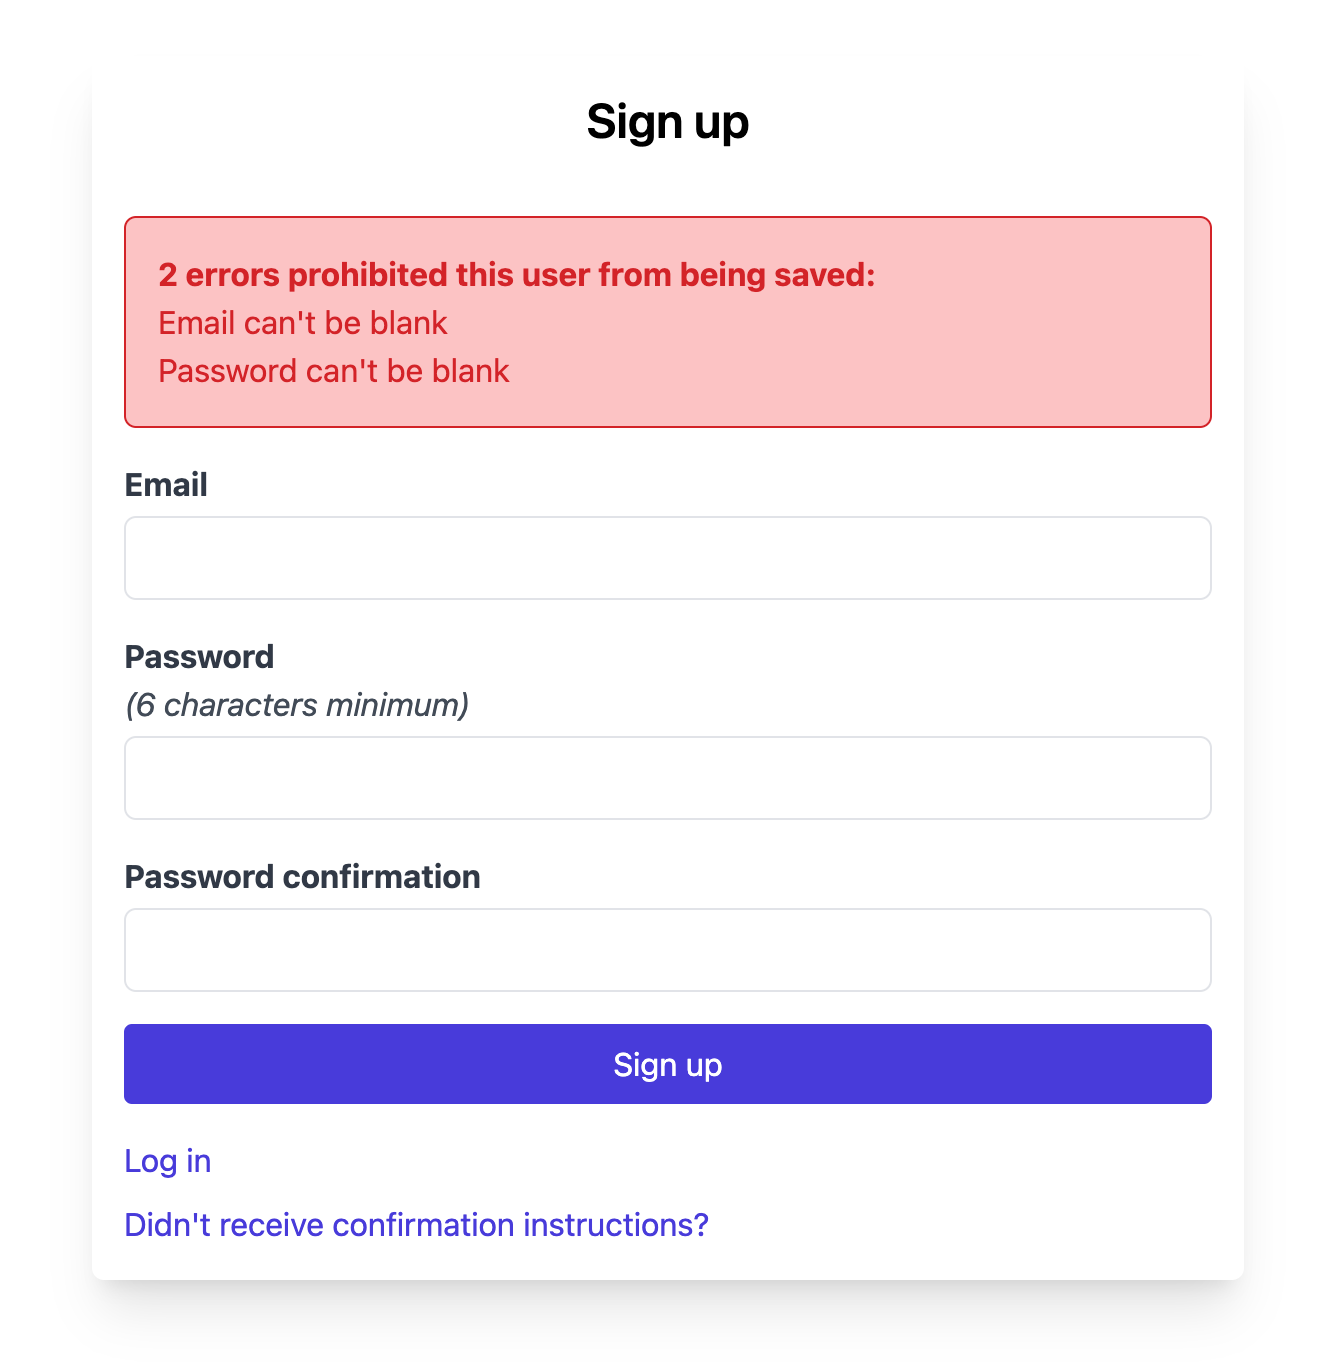 Sign up
2 errors prohibited this user from being saved:
Email can't be blank
Password can't be blank
Email
Password
(6 characters minimum)
Password confirmation
Sign up
Log in
Didn't receive confirmation instructions?